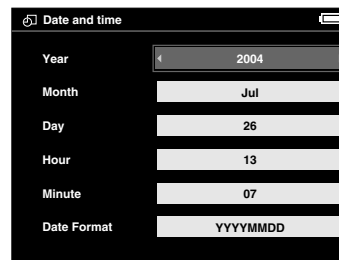 Date and time
Year 2004
Month Jul
Day 26
Hour 13
Minute 07
Date Format YYYYMMDD